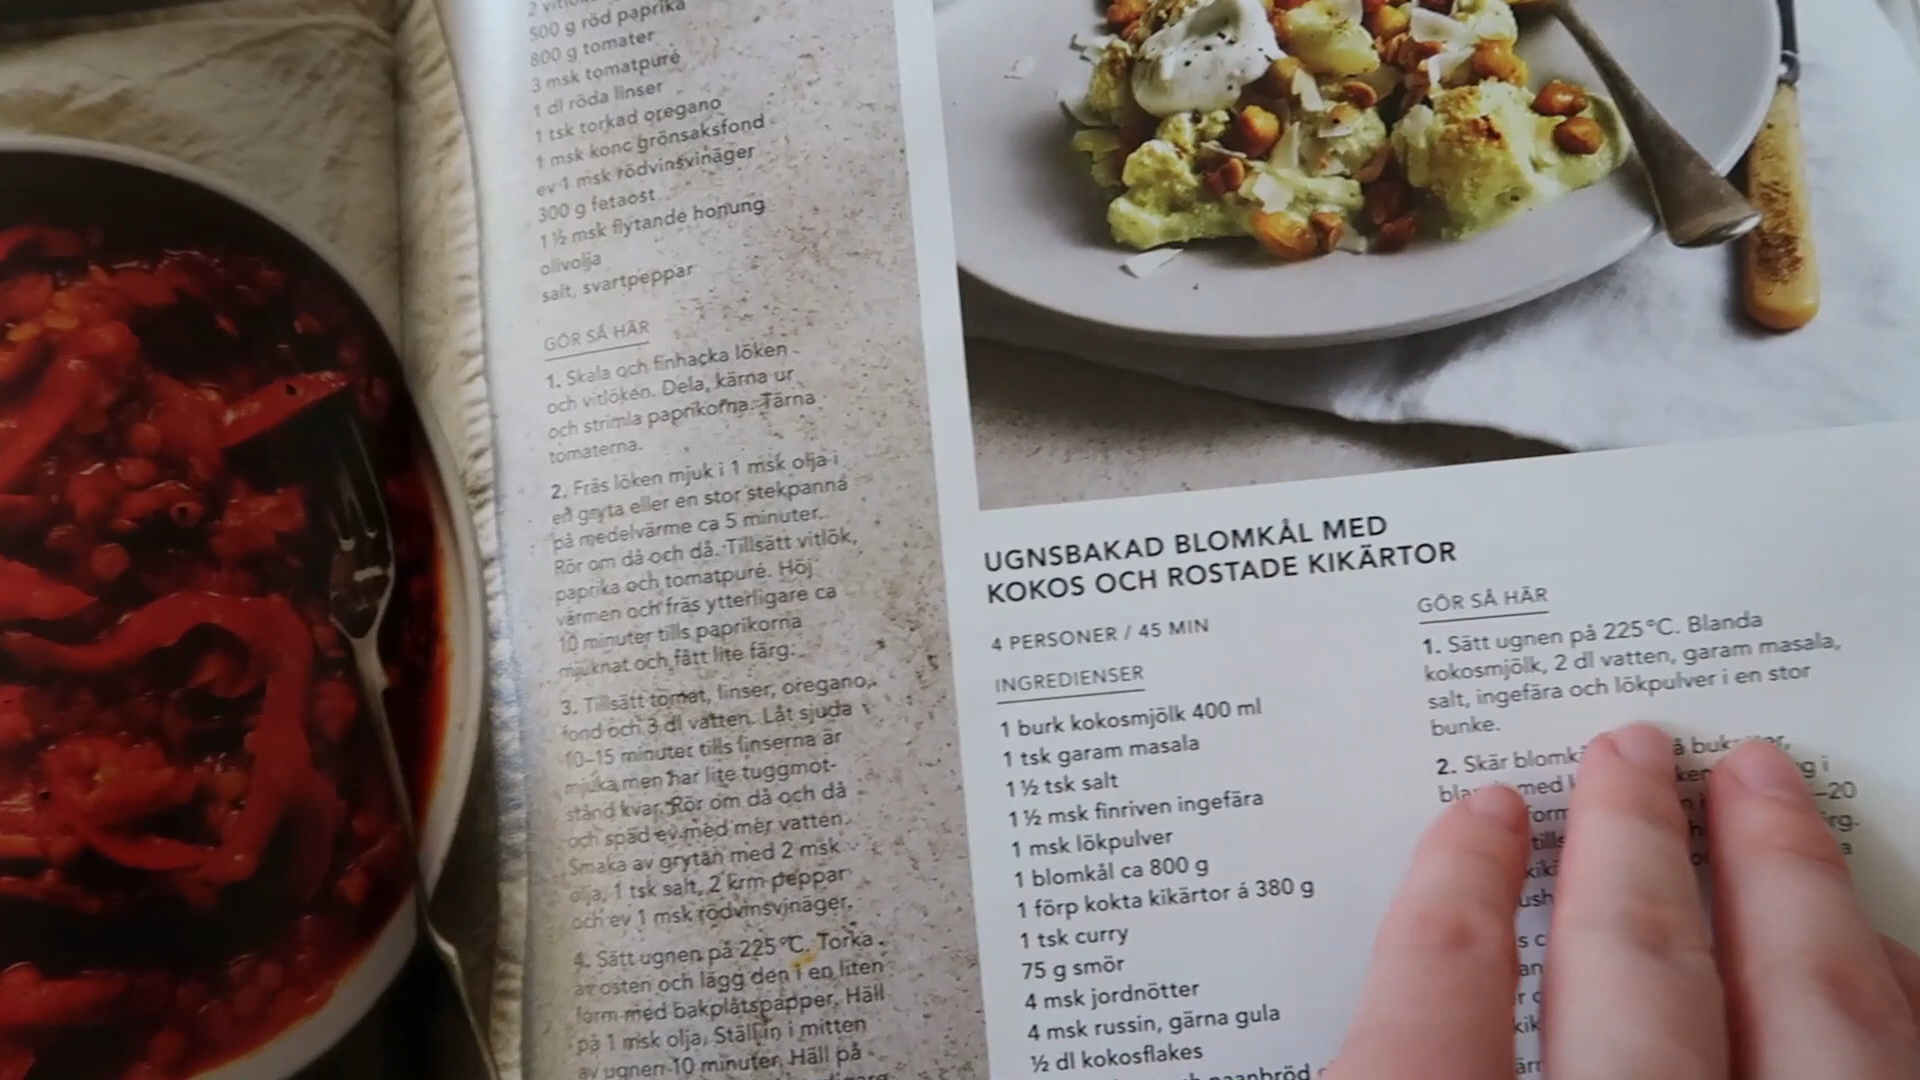 500 g röd paprika
800 g tomater
3 msk tomatpuré
1 dl röda linser
1 tsk torkad oregano
1 msk konc grönsaksfond
ev 1 msk rödvinsvinäger
300 g fetaost
1 ½ msk flytande honung
olivolja
salt, svartpeppar
GÖR SÅ HÄR
1. Skala och finhacka löken
och vitlöken. Dela, kärna ur
och strimla paprikorna. Tärna
tomaterna.
2. Fräs löken mjuk i 1 msk olja i
en gryta eller en stor stekpanna
på medelvärme ca 5 minuter.
Rör om då och då. Tillsätt vitlök,
paprika och tomatpuré. Höj
värmen och fräs ytterligare ca
10 minuter tills paprikorna
mjuknat och fått lite färg.
3. Tillsätt tomat, linser, oregano,
fond och 3 dl vatten. Låt sjuda
10–15 minuter tills linserna är
mjuka men har lite tuggmot-
stånd kvar. Rör om då och då
och späd ev med mer vatten.
Smaka av grytan med 2 msk
olja, 1 tsk salt, 2 krm peppar
och ev 1 msk rödvinsvinäger.
4. Sätt ugnen på 225 °C. Torka
av osten och lägg den i en liten
form med bakplåtspapper. Häll
på 1 msk olja. Ställ in i mitten
av ugnen 10 minuter. Häll på
UGNSBAKAD BLOMKÅL MED
KOKOS OCH ROSTADE KIKÄRTOR
4 PERSONER / 45 MIN
INGREDIENSER
1 burk kokosmjölk 400 ml
1 tsk garam masala
1 ½ tsk salt
1 ½ msk finriven ingefära
1 msk lökpulver
1 blomkål ca 800 g
1 förp kokta kikärtor á 380 g
1 tsk curry
75 g smör
4 msk jordnötter
4 msk russin, gärna gula
½ dl kokosflakes
GÖR SÅ HÄR
1. Sätt ugnen på 225 °C. Blanda
kokosmjölk, 2 dl vatten, garam masala,
salt, ingefära och lökpulver i en stor
bunke.
2. Skär
med